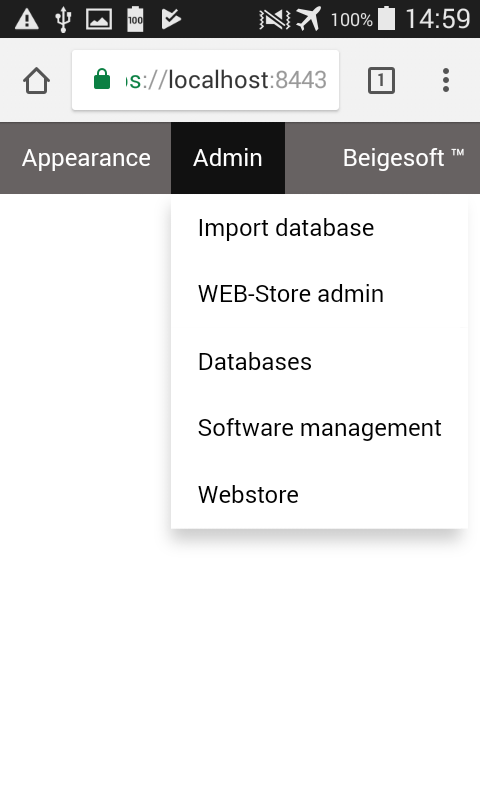 100 100% 14:59
s://localhost:8443 1
Appearance Admin Beigesoft ™
Import database
WEB-Store admin
Databases
Software management
Webstore